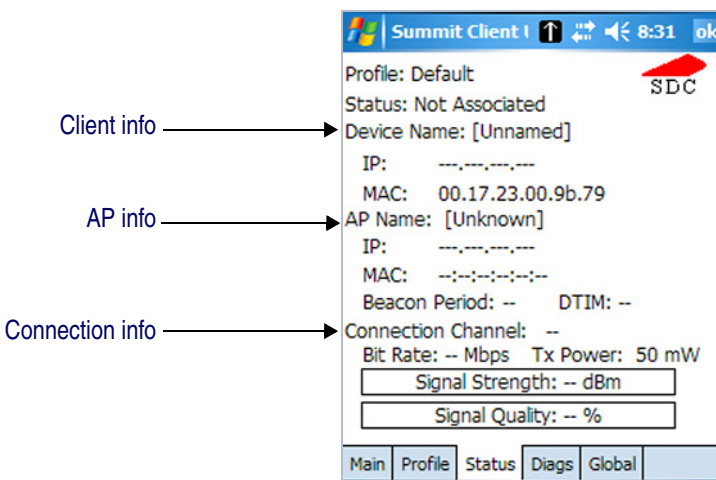 Summit Client U 8:31 ok
Profile: Default
SDC
Status: Not Associated
Client info
Device Name: [Unnamed]
IP: ---.---.---.---
MAC: 00.17.23.00.9b.79
AP info
AP Name: [Unknown]
IP: ---.---.---.---
MAC: --:--:--:--:--:--
Beacon Period: -- DTIM: --
Connection info
Connection Channel: --
Bit Rate: -- Mbps Tx Power: 50 mW
Signal Strength: -- dBm
Signal Quality: -- %
Main Profile Status Diags Global